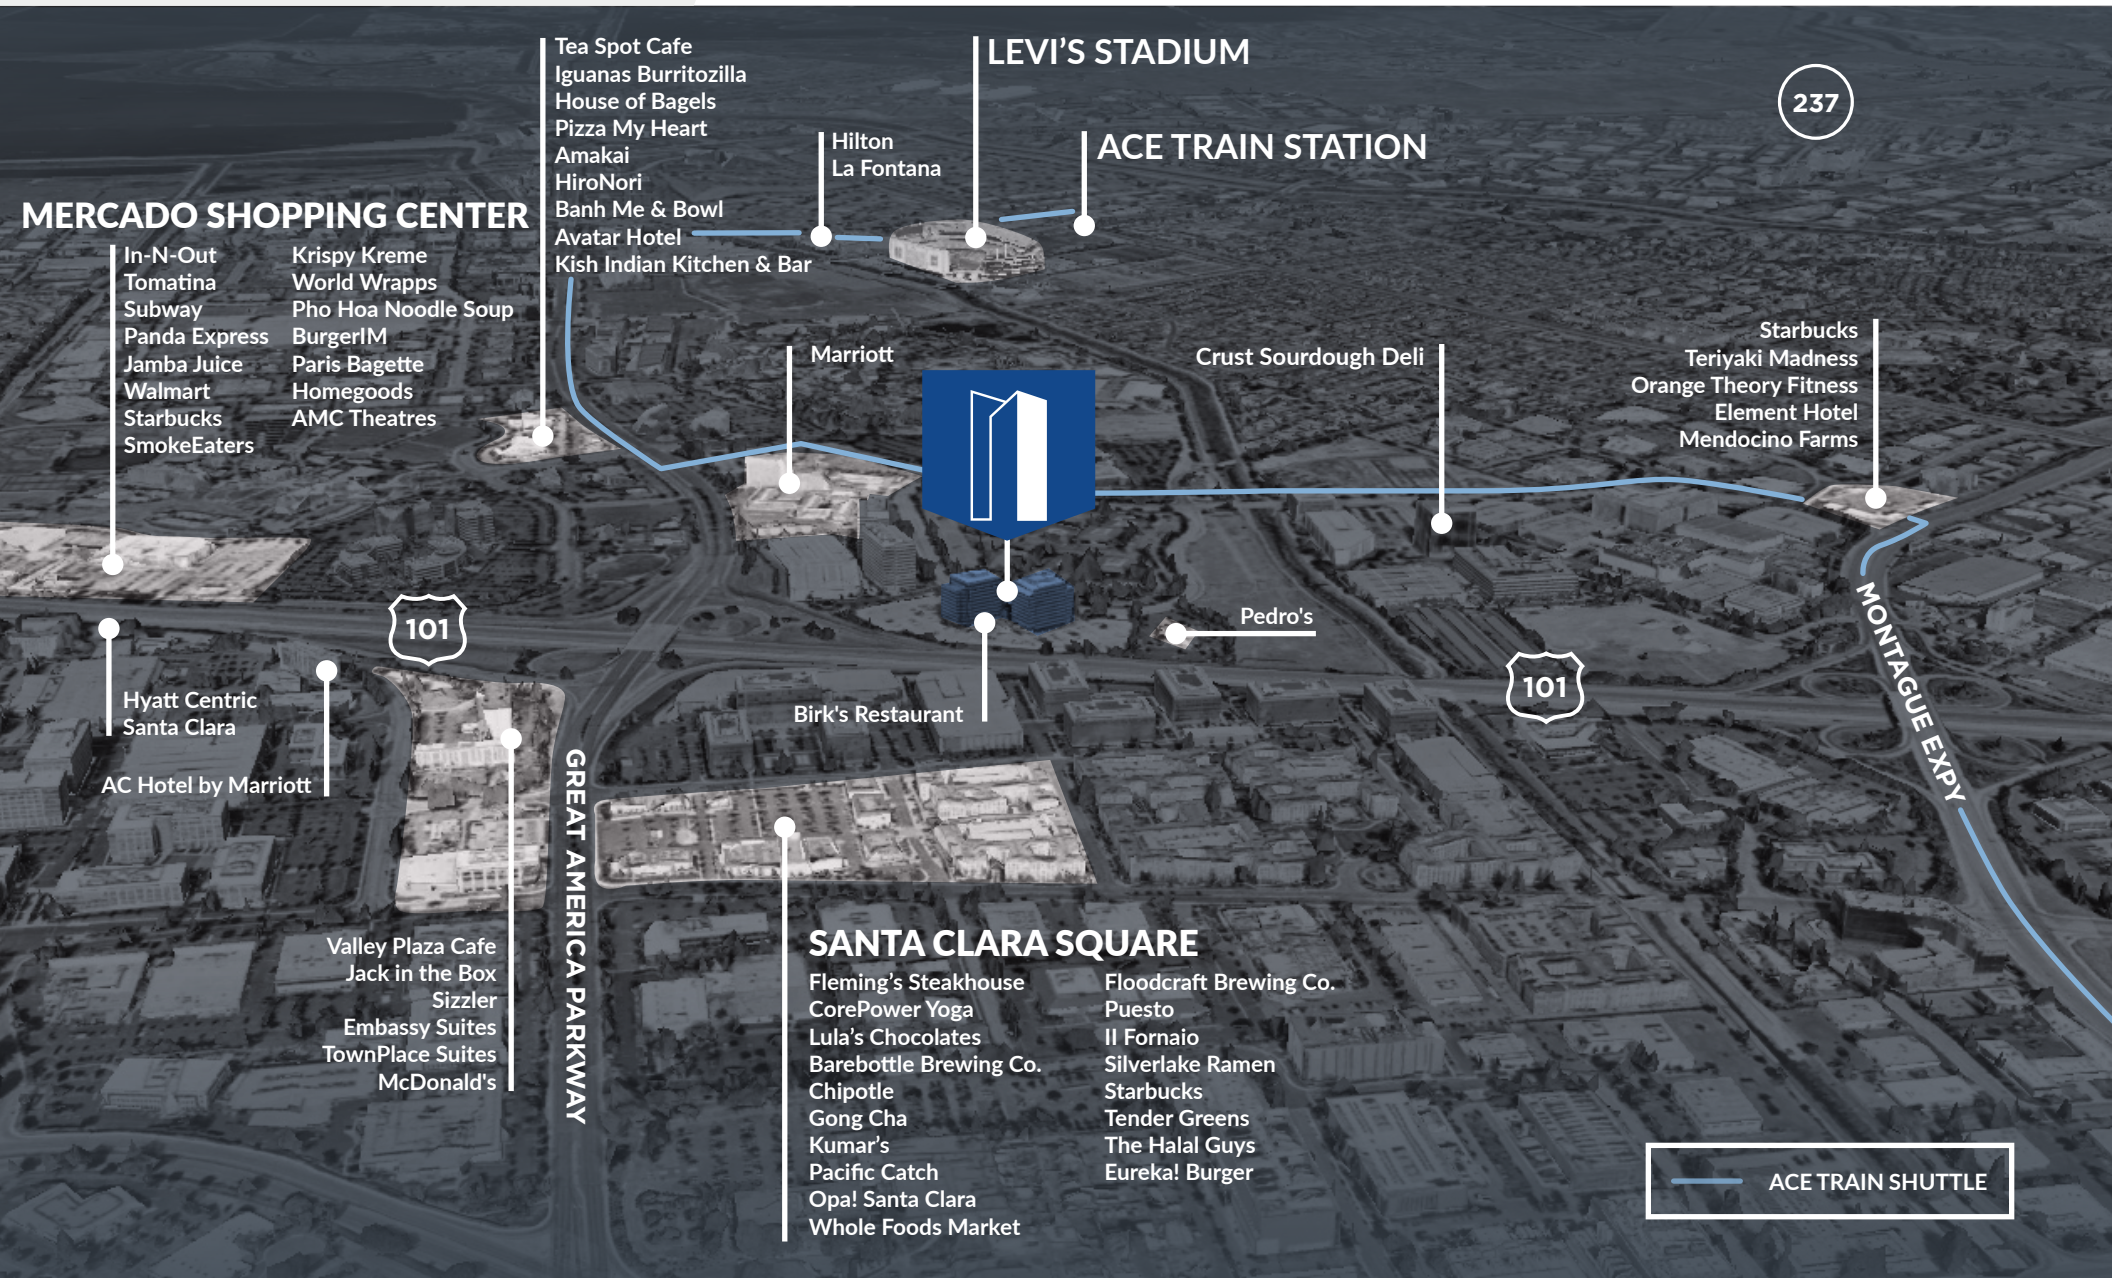 Tea Spot Cafe
Iguanas Burritozilla
House of Bagels
Pizza My Heart
Amakai
HiroNori
Banh Me & Bowl
Avatar Hotel
Kish Indian Kitchen & Bar
LEVI’S STADIUM
237
Hilton
La Fontana
ACE TRAIN STATION
MERCADO SHOPPING CENTER
In-N-Out
Tomatina
Subway
Panda Express
Jamba Juice
Walmart
Starbucks
SmokeEaters
Krispy Kreme
World Wrapps
Pho Hoa Noodle Soup
BurgerIM
Paris Bagette
Homegoods
AMC Theatres
Marriott
Crust Sourdough Deli
Starbucks
Teriyaki Madness
Orange Theory Fitness
Element Hotel
Mendocino Farms
101
Pedro's
MONTAGUE EXPY
101
Hyatt Centric
Santa Clara
Birk's Restaurant
AC Hotel by Marriott
GREAT AMERICA PARKWAY
Valley Plaza Cafe
Jack in the Box
Sizzler
Embassy Suites
TownPlace Suites
McDonald's
SANTA CLARA SQUARE
Fleming’s Steakhouse
CorePower Yoga
Lula’s Chocolates
Barebottle Brewing Co.
Chipotle
Gong Cha
Kumar’s
Pacific Catch
Opa! Santa Clara
Whole Foods Market
Floodcraft Brewing Co.
Puesto
Il Fornaio
Silverlake Ramen
Starbucks
Tender Greens
The Halal Guys
Eureka! Burger
ACE TRAIN SHUTTLE